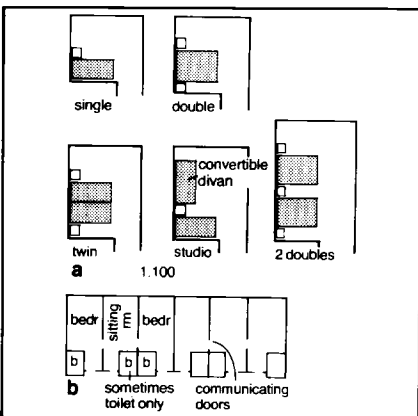 single
double
convertible
divan
twin
studio
2 doubles
a
1.100
bedr
sitting
rm
bedr
b
b
b
b
b
sometimes
toilet only
communicating
doors